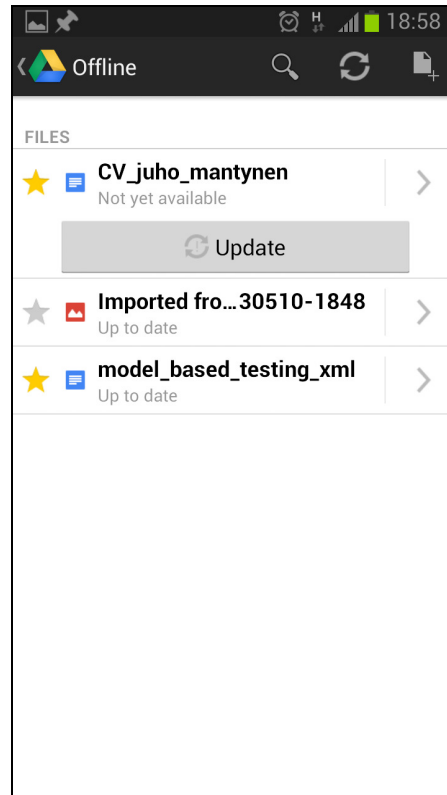 H 18:58
Offline
FILES
CV_juho_mantynen
Not yet available
Update
Imported fro...30510-1848
Up to date
model_based_testing_xml
Up to date